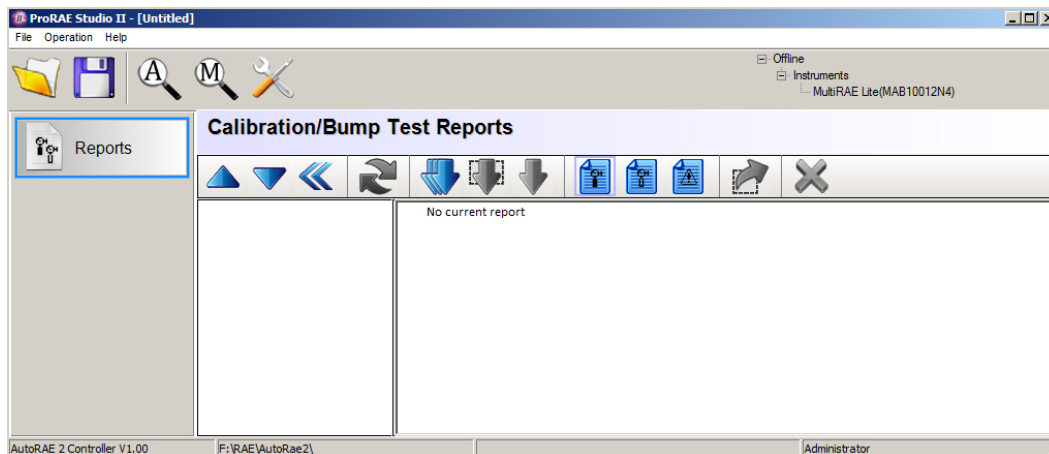 ProRAE Studio II - [Untitled]
File Operation Help
A
M
Offline
Instruments
MultiRAE Lite(MAB10012N4)
Reports
Calibration/Bump Test Reports
No current report
AutoRAE 2 Controller V1.00
F:\RAE\AutoRae2\
Administrator